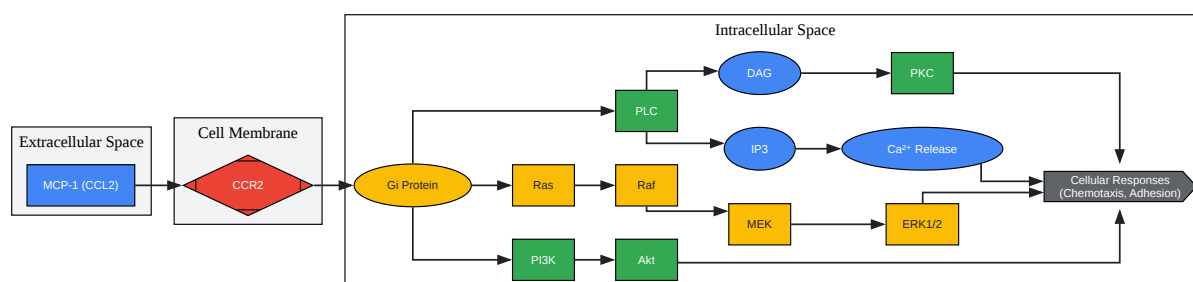 Intracellular Space
DAG
PKC
PLC
Extracellular Space
Cell Membrane
IP3
Ca²⁺ Release
MCP-1 (CCL2)
CCR2
Gi Protein
Ras
Raf
Cellular Responses
(Chemotaxis, Adhesion)
MEK
ERK1/2
PI3K
Akt